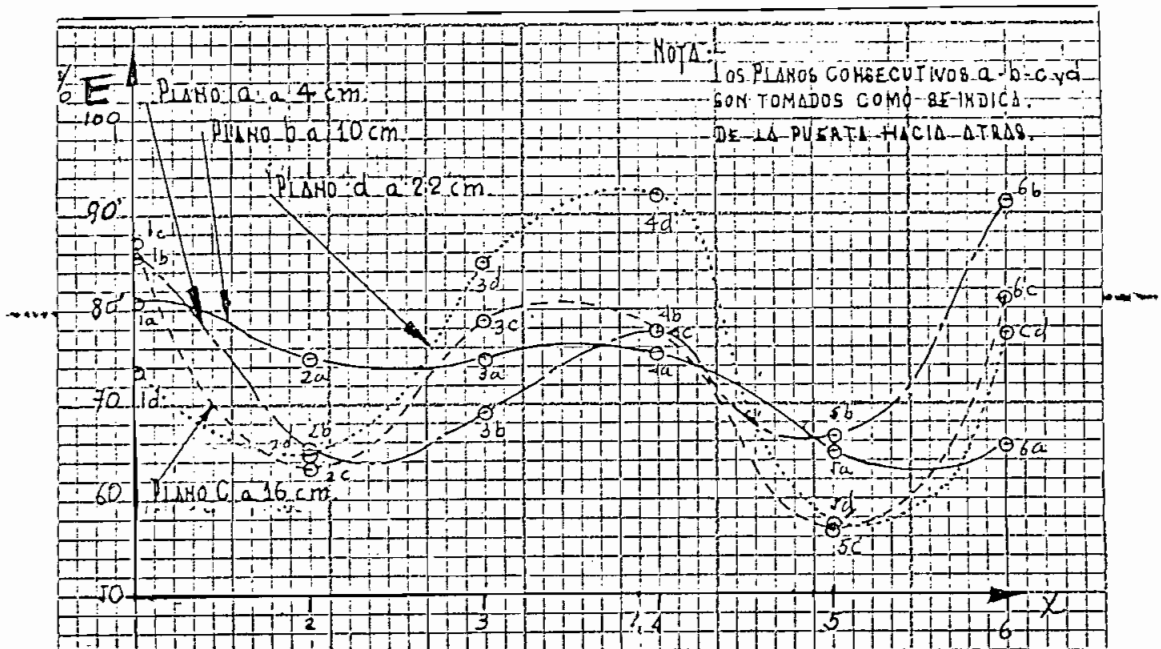 NOTA:-
LOS PLANOS CONSECUTIVOS a-b-c y d
SON TOMADOS COMO SE INDICA.
DE LA PUERTA HACIA ATRAS.
% E
PLANO a a 4 cm.
100
PLANO b a 10 cm.
PLANO d a 22 cm.
90
1c
1b
6b
4d
3d
80
1a
6c
3c
4b
4c
6d
2a
3a
4a
1d
70
3b
2d
2b
5b
5a
6a
2c
60
PLANO C a 16 cm.
5d
5c
50
2
3
4
5
6
X